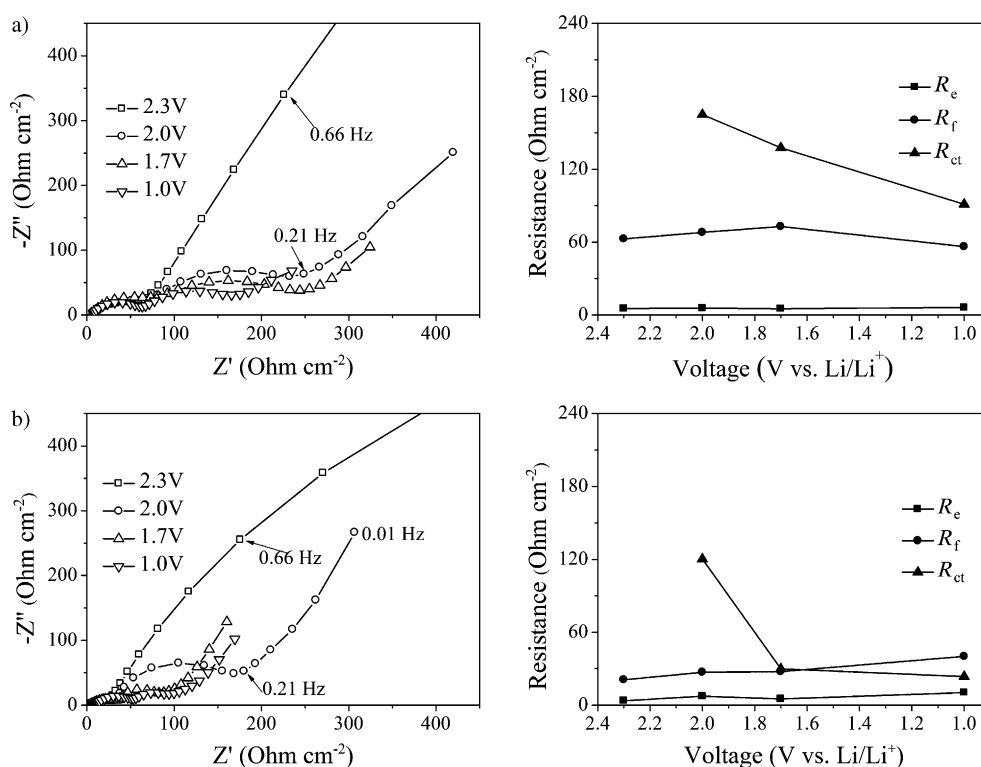 a)
400
300
200
100
0
-Z" (Ohm cm⁻²)
2.3V
2.0V
1.7V
1.0V
0.66 Hz
0.21 Hz
0 100 200 300 400
Z' (Ohm cm⁻²)
240
180
120
60
0
Resistance (Ohm cm⁻²)
Rₑ
R_f
R_ct
2.4 2.2 2.0 1.8 1.6 1.4 1.2 1.0
Voltage (V vs. Li/Li⁺)
b)
400
300
200
100
0
-Z" (Ohm cm⁻²)
2.3V
2.0V
1.7V
1.0V
0.66 Hz
0.01 Hz
0.21 Hz
0 100 200 300 400
Z' (Ohm cm⁻²)
240
180
120
60
0
Resistance (Ohm cm⁻²)
Rₑ
R_f
R_ct
2.4 2.2 2.0 1.8 1.6 1.4 1.2 1.0
Voltage (V vs. Li/Li⁺)